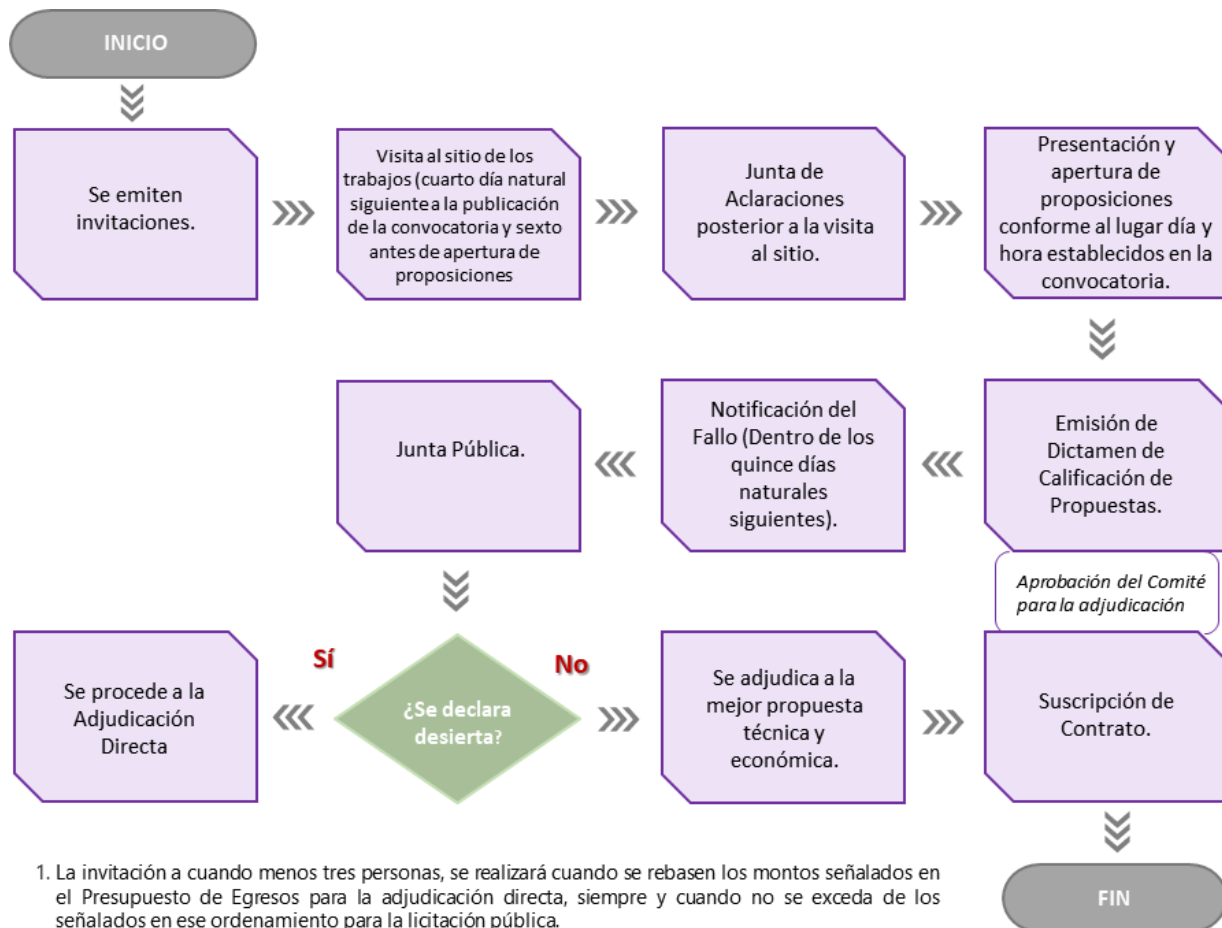 INICIO
Se emiten
invitaciones.
Visita al sitio de los
trabajos (cuarto día natural
siguiente a la publicación
de la convocatoria y sexto
antes de apertura de
proposiciones
Junta de
Aclaraciones
posterior a la visita
al sitio.
Presentación y
apertura de
proposiciones
conforme al lugar día y
hora establecidos en la
convocatoria.
Emisión de
Dictamen de
Calificación de
Propuestas.
Notificación del
Fallo (Dentro de los
quince días
naturales
siguientes).
Junta Pública.
Aprobación del Comité
para la adjudicación
¿Se declara
desierta?
Sí
Se procede a la
Adjudicación
Directa
No
Se adjudica a la
mejor propuesta
técnica y
económica.
Suscripción de
Contrato.
FIN
1. La invitación a cuando menos tres personas, se realizará cuando se rebasen los montos señalados en
el Presupuesto de Egresos para la adjudicación directa, siempre y cuando no se exceda de los
señalados en ese ordenamiento para la licitación pública.